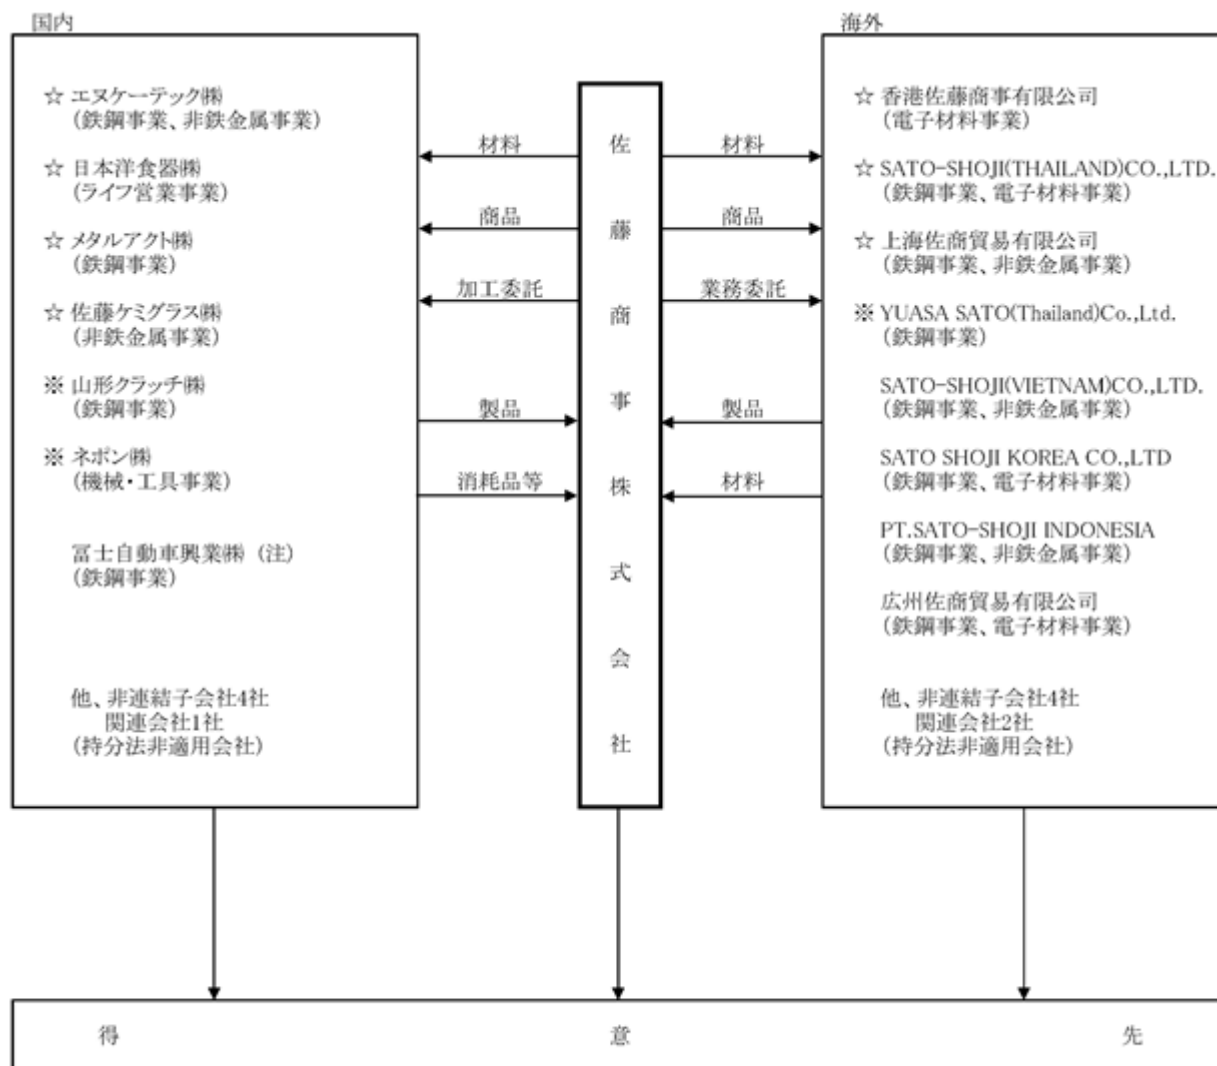 国内
☆ エヌケーテック㈱
(鉄鋼事業、非鉄金属事業)
☆ 日本洋食器㈱
(ライフ営業事業)
☆ メタルアクト㈱
(鉄鋼事業)
☆ 佐藤ケミグラス㈱
(非鉄金属事業)
※ 山形クラッチ㈱
(鉄鋼事業)
※ ネポン㈱
(機械・工具事業)
冨士自動車興業㈱ (注)
(鉄鋼事業)
他、非連結子会社4社
関連会社1社
(持分法非適用会社)
材料
商品
加工委託
製品
消耗品等
佐藤商事株式会社
材料
商品
業務委託
製品
材料
海外
☆ 香港佐藤商事有限公司
(電子材料事業)
☆ SATO-SHOJI(THAILAND)CO.,LTD.
(鉄鋼事業、電子材料事業)
☆ 上海佐商貿易有限公司
(鉄鋼事業、非鉄金属事業)
※ YUASA SATO(Thailand)Co.,Ltd.
(鉄鋼事業)
SATO-SHOJI(VIETNAM)CO.,LTD.
(鉄鋼事業、非鉄金属事業)
SATO SHOJI KOREA CO.,LTD
(鉄鋼事業、電子材料事業)
PT.SATO-SHOJI INDONESIA
(鉄鋼事業、非鉄金属事業)
広州佐商貿易有限公司
(鉄鋼事業、電子材料事業)
他、非連結子会社4社
関連会社2社
(持分法非適用会社)
得意先